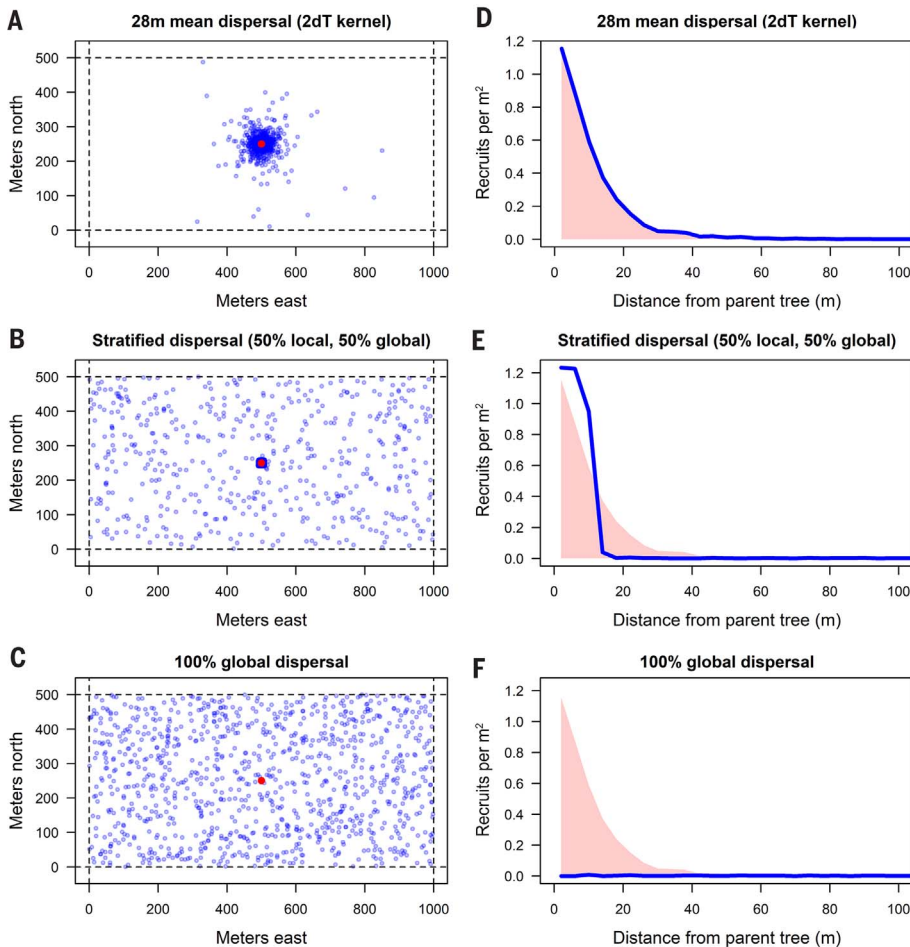 A
28m mean dispersal (2dT kernel)
Meters north
500
400
300
200
100
0
0 200 400 600 800 1000
Meters east
D
28m mean dispersal (2dT kernel)
Recruits per m²
1.2
1.0
0.8
0.6
0.4
0.2
0.0
0 20 40 60 80 100
Distance from parent tree (m)
B
Stratified dispersal (50% local, 50% global)
Meters north
500
400
300
200
100
0
0 200 400 600 800 1000
Meters east
E
Stratified dispersal (50% local, 50% global)
Recruits per m²
1.2
1.0
0.8
0.6
0.4
0.2
0.0
0 20 40 60 80 100
Distance from parent tree (m)
C
100% global dispersal
Meters north
500
400
300
200
100
0
0 200 400 600 800 1000
Meters east
F
100% global dispersal
Recruits per m²
1.2
1.0
0.8
0.6
0.4
0.2
0.0
0 20 40 60 80 100
Distance from parent tree (m)